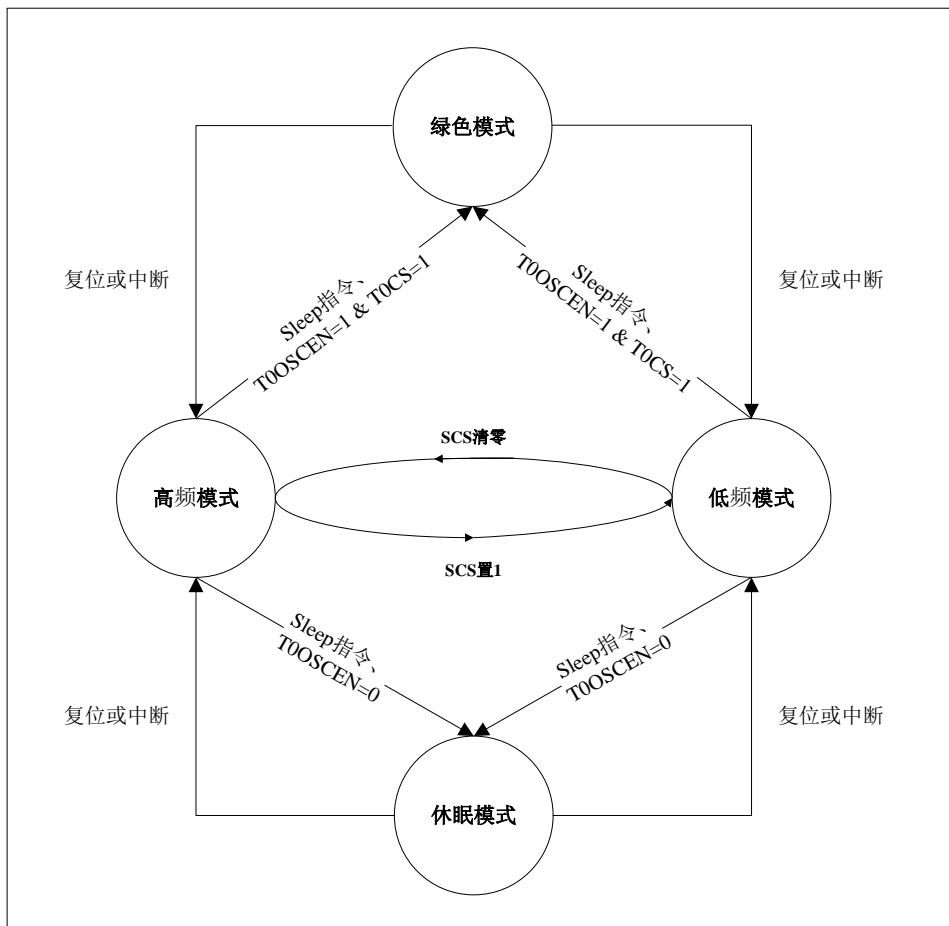 绿色模式
复位或中断
Sleep指令、
T0OSCEN=1 & T0CS=1
Sleep指令、
T0OSCEN=1 & T0CS=1
复位或中断
高频模式
SCS清零
SCS置1
低频模式
Sleep指令、
T0OSCEN=0
Sleep指令、
T0OSCEN=0
复位或中断
复位或中断
休眠模式